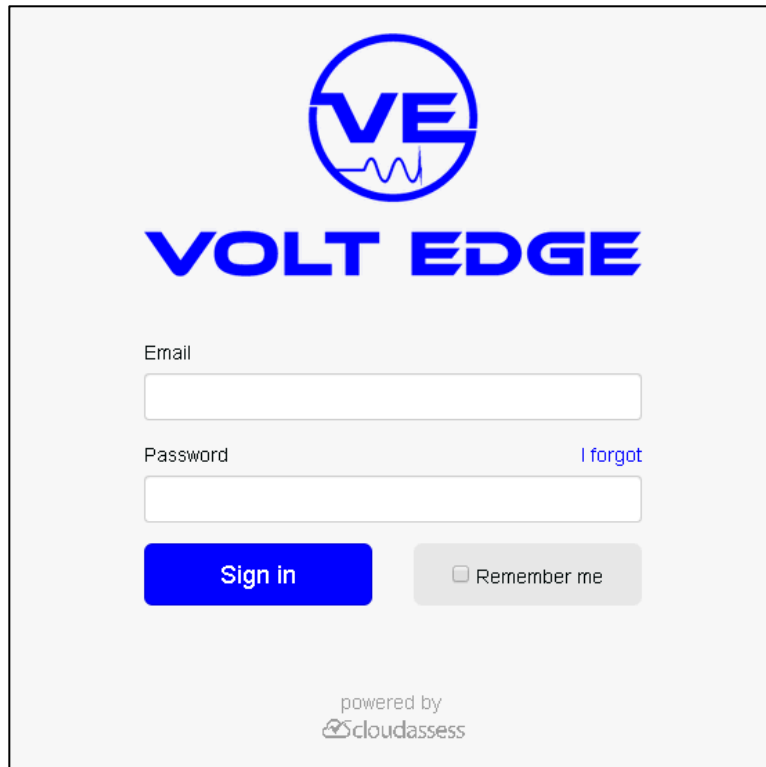 VE
VOLT EDGE
Email
Password I forgot
Sign in Remember me
powered by
cloudassess